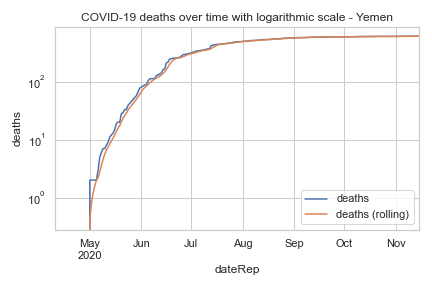 COVID-19 deaths over time with logarithmic scale - Yemen
deaths
10²
10¹
10⁰
deaths
deaths (rolling)
May Jun Jul Aug Sep Oct Nov
2020
dateRep